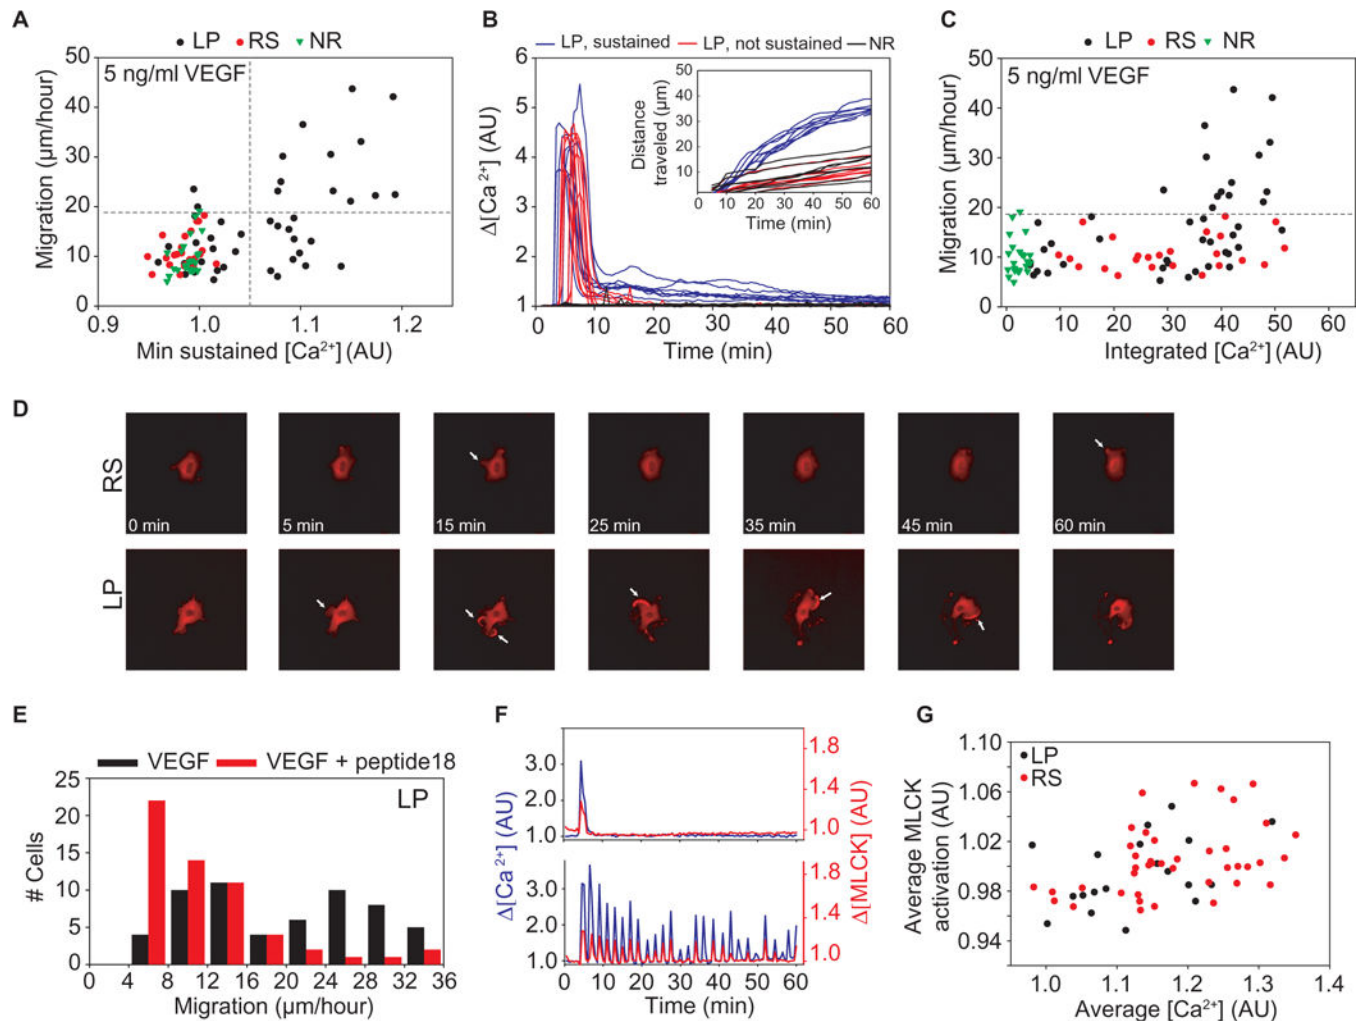 A
LP RS NR
5 ng/ml VEGF
Migration (µm/hour)
50
40
30
20
10
0
0.9 1.0 1.1 1.2
Min sustained [Ca²⁺] (AU)
B
LP, sustained LP, not sustained NR
Δ[Ca²⁺] (AU)
6
5
4
3
2
1
0 10 20 30 40 50 60
Time (min)
Distance traveled (µm)
50
40
30
20
10
0 10 20 30 40 50 60
Time (min)
C
LP RS NR
5 ng/ml VEGF
Migration (µm/hour)
50
40
30
20
10
0
0 10 20 30 40 50 60
Integrated [Ca²⁺] (AU)
D
RS
0 min 5 min 15 min 25 min 35 min 45 min 60 min
LP
E
VEGF VEGF + peptide18
LP
# Cells
25
20
15
10
5
0
0 4 8 12 16 20 24 28 32 36
Migration (µm/hour)
F
Δ[Ca²⁺] (AU)
3.0
2.0
1.0
1.8
1.4
1.0
Δ[Ca²⁺] (AU)
3.0
2.0
1.0
1.8
1.4
1.0
Δ[MLCK] (AU)
Δ[MLCK] (AU)
0 10 20 30 40 50 60
Time (min)
G
LP
RS
Average MLCK activation (AU)
1.10
1.06
1.02
0.98
0.94
1.0 1.1 1.2 1.3 1.4
Average [Ca²⁺] (AU)